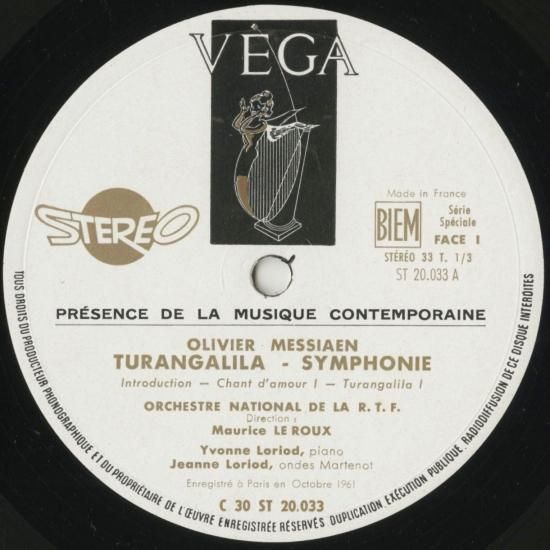 VÈGA
STEREO
Made in France
BIEM
Série
Spéciale
FACE I
STÉRÉO 33 T. 1/3
ST 20.033 A
PRÉSENCE DE LA MUSIQUE CONTEMPORAINE
OLIVIER MESSIAEN
TURANGALILA - SYMPHONIE
Introduction — Chant d'amour I — Turangalila I
ORCHESTRE NATIONAL DE LA R. T. F.
Direction :
Maurice LE ROUX
Yvonne Loriod, piano
Jeanne Loriod, ondes Martenot
Enregistré à Paris en Octobre 1961
C 30 ST 20.033
TOUS DROITS DU PRODUCTEUR PHONOGRAPHIQUE ET DU PROPRIÉTAIRE DE L'ŒUVRE ENREGISTRÉE RÉSERVÉS DUPLICATION, EXÉCUTION PUBLIQUE, RADIODIFFUSION DE CE DISQUE INTERDITES